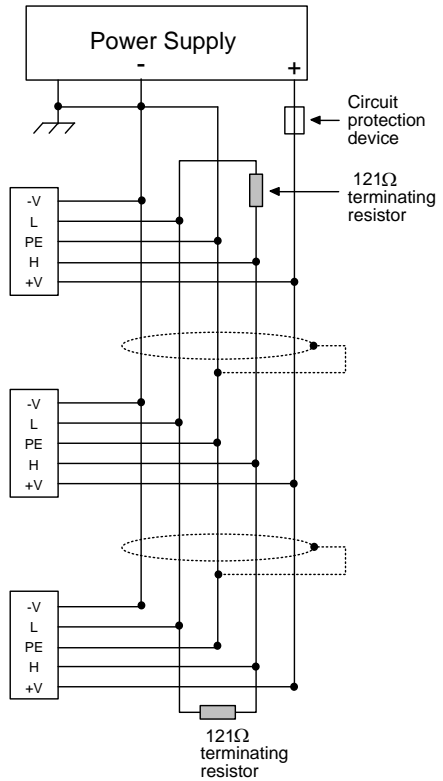 Power Supply
-
+
Circuit
protection
device
121Ω
terminating
resistor
-V
L
PE
H
+V
-V
L
PE
H
+V
-V
L
PE
H
+V
121Ω
terminating
resistor